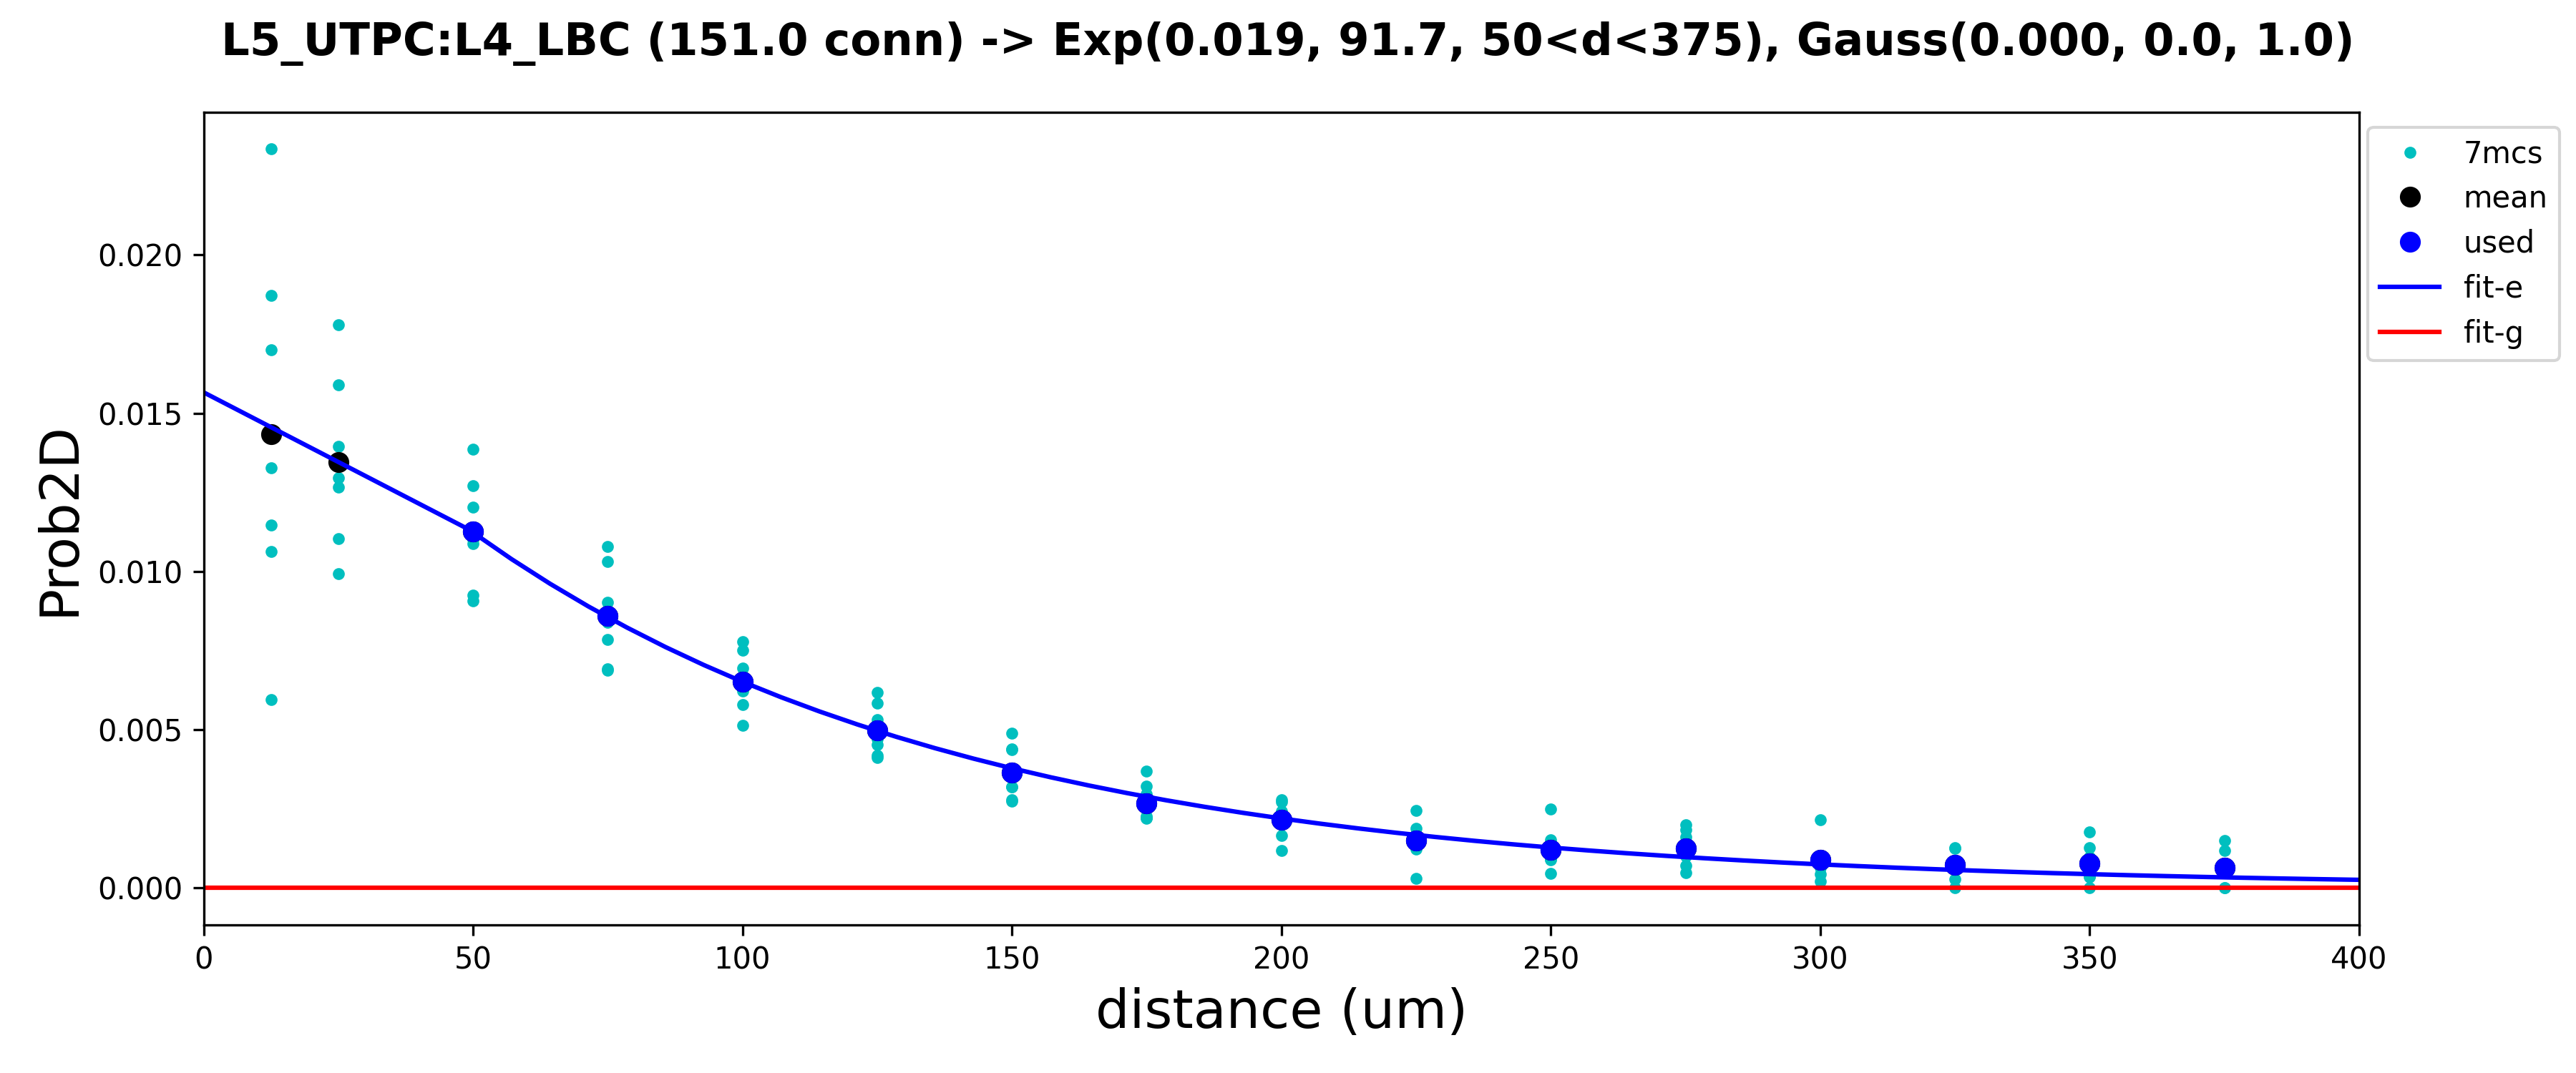 L5_UTPC:L4_LBC (151.0 conn) -> Exp(0.019, 91.7, 50<d<375), Gauss(0.000, 0.0, 1.0)
7mcs
mean
used
fit-e
fit-g
Prob2D
0.020
0.015
0.010
0.005
0.000
0 50 100 150 200 250 300 350 400
distance (um)